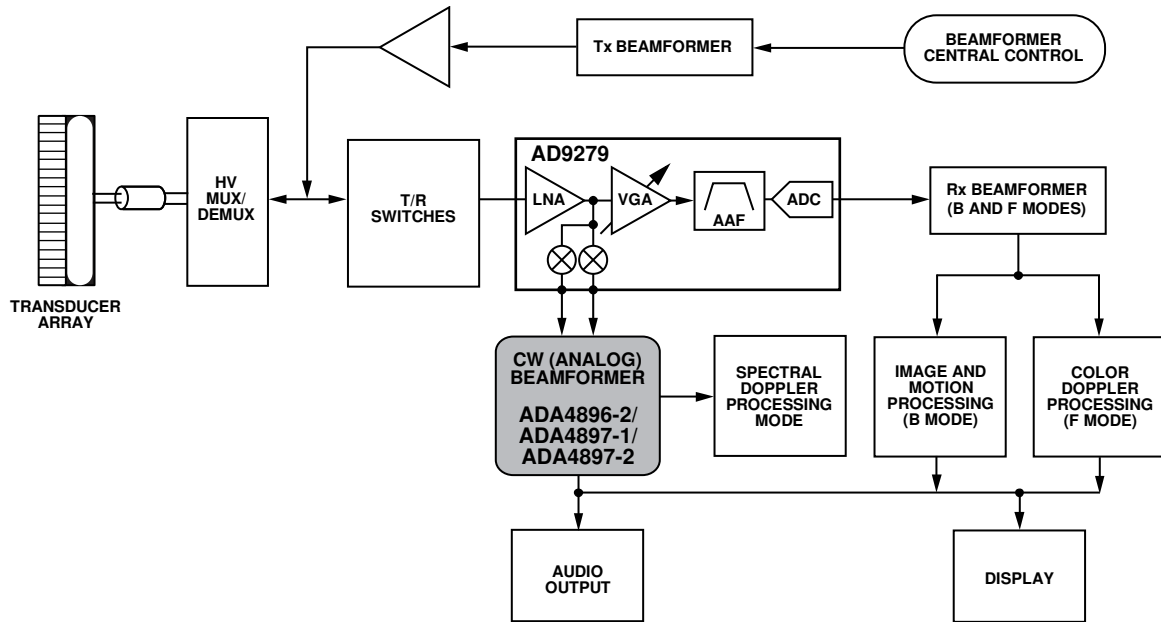 Tx BEAMFORMER
BEAMFORMER
CENTRAL CONTROL
TRANSDUCER
ARRAY
HV
MUX/
DEMUX
T/R
SWITCHES
AD9279
LNA
VGA
AAF
ADC
Rx BEAMFORMER
(B AND F MODES)
CW (ANALOG)
BEAMFORMER
ADA4896-2/
ADA4897-1/
ADA4897-2
SPECTRAL
DOPPLER
PROCESSING
MODE
IMAGE AND
MOTION
PROCESSING
(B MODE)
COLOR
DOPPLER
PROCESSING
(F MODE)
AUDIO
OUTPUT
DISPLAY